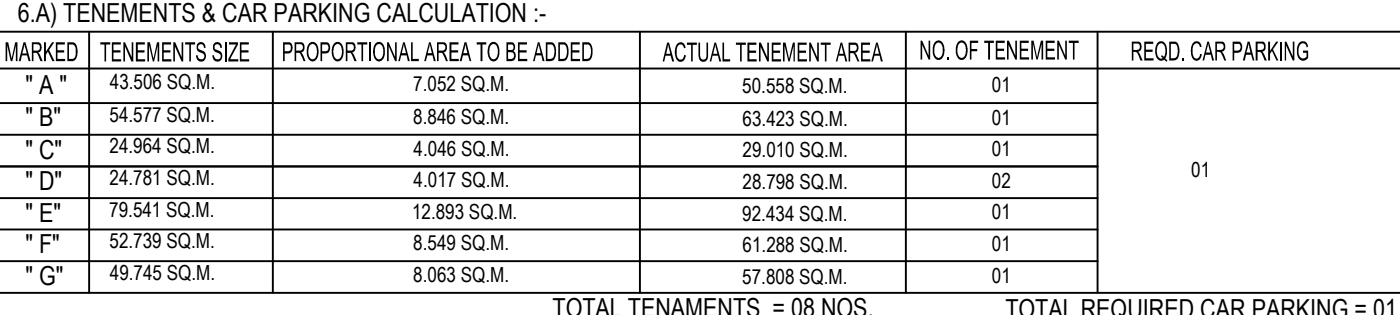 6.A) TENEMENTS & CAR PARKING CALCULATION :-
MARKED TENEMENTS SIZE PROPORTIONAL AREA TO BE ADDED ACTUAL TENEMENT AREA NO. OF TENEMENT REQD. CAR PARKING
" A " 43.506 SQ.M. 7.052 SQ.M. 50.558 SQ.M. 01
" B" 54.577 SQ.M. 8.846 SQ.M. 63.423 SQ.M. 01
" C" 24.964 SQ.M. 4.046 SQ.M. 29.010 SQ.M. 01
" D" 24.781 SQ.M. 4.017 SQ.M. 28.798 SQ.M. 02 01
" E" 79.541 SQ.M. 12.893 SQ.M. 92.434 SQ.M. 01
" F" 52.739 SQ.M. 8.549 SQ.M. 61.288 SQ.M. 01
" G" 49.745 SQ.M. 8.063 SQ.M. 57.808 SQ.M. 01
TOTAL TENAMENTS = 08 NOS. TOTAL REQUIRED CAR PARKING = 01